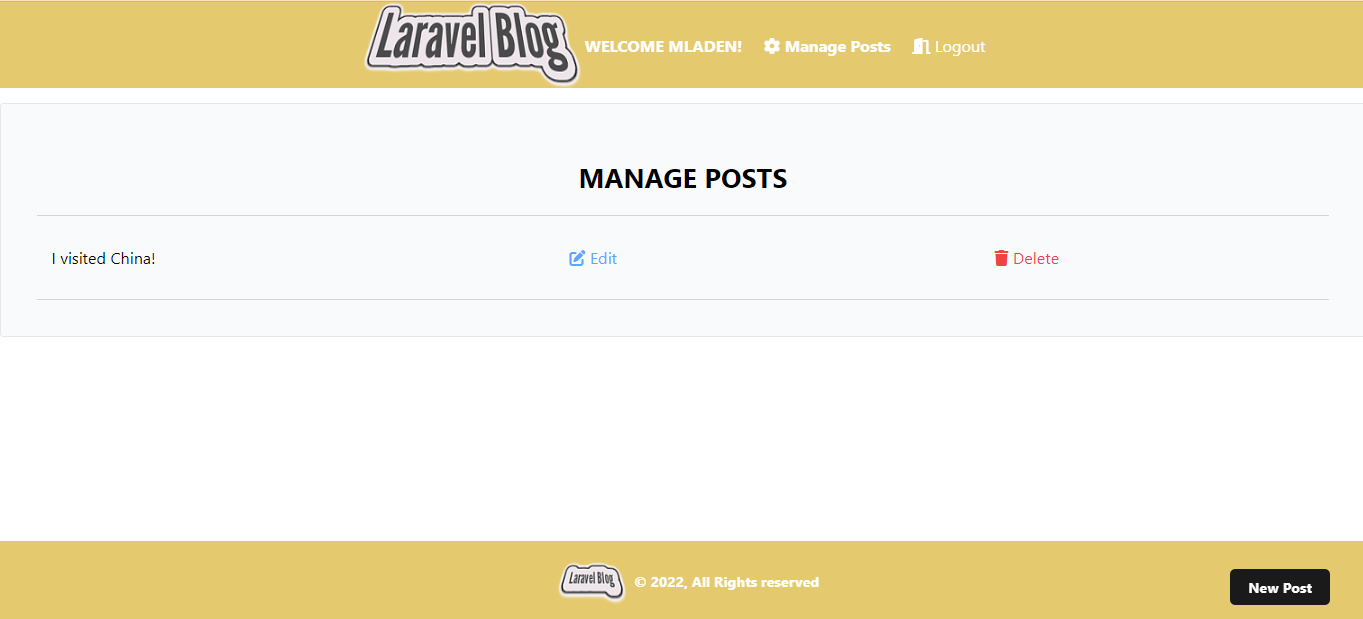 Laravel Blog WELCOME MLADEN! Manage Posts Logout
MANAGE POSTS
I visited China! Edit Delete
Laravel Blog © 2022, All Rights reserved New Post